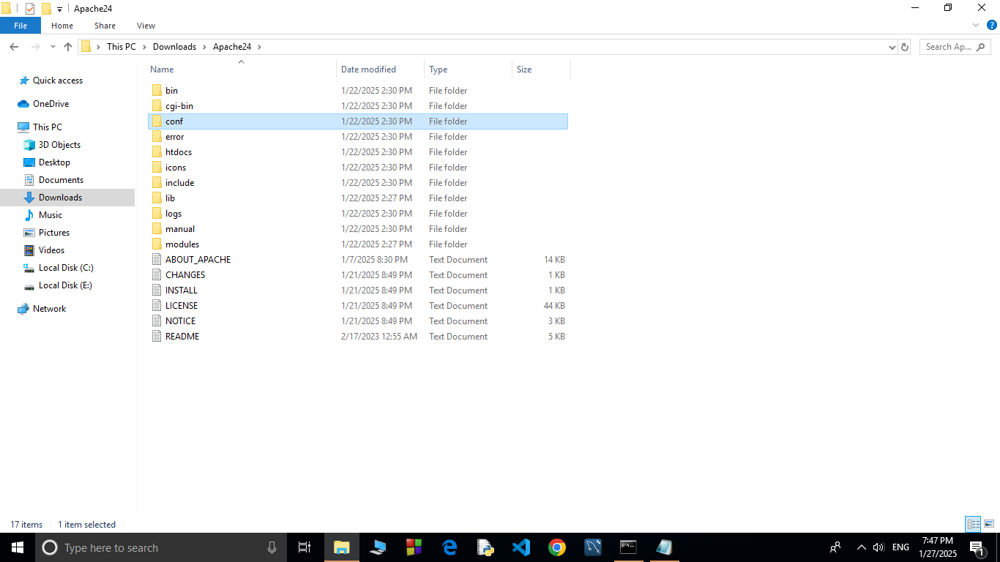 Apache24
File Home Share View
This PC Downloads Apache24
Search Ap...
Name Date modified Type Size
Quick access
OneDrive
This PC
3D Objects
Desktop
Documents
Downloads
Music
Pictures
Videos
Local Disk (C:)
Local Disk (E:)
Network
bin 1/22/2025 2:30 PM File folder
cgi-bin 1/22/2025 2:30 PM File folder
conf 1/22/2025 2:30 PM File folder
error 1/22/2025 2:30 PM File folder
htdocs 1/22/2025 2:30 PM File folder
icons 1/22/2025 2:30 PM File folder
include 1/22/2025 2:30 PM File folder
lib 1/22/2025 2:27 PM File folder
logs 1/22/2025 2:30 PM File folder
manual 1/22/2025 2:30 PM File folder
modules 1/22/2025 2:27 PM File folder
ABOUT_APACHE 1/7/2025 8:30 PM Text Document 14 KB
CHANGES 1/21/2025 8:49 PM Text Document 1 KB
INSTALL 1/21/2025 8:49 PM Text Document 1 KB
LICENSE 1/21/2025 8:49 PM Text Document 44 KB
NOTICE 1/21/2025 8:49 PM Text Document 3 KB
README 2/17/2023 12:55 AM Text Document 5 KB
17 items 1 item selected
Type here to search
ENG
7:47 PM
1/27/2025
1